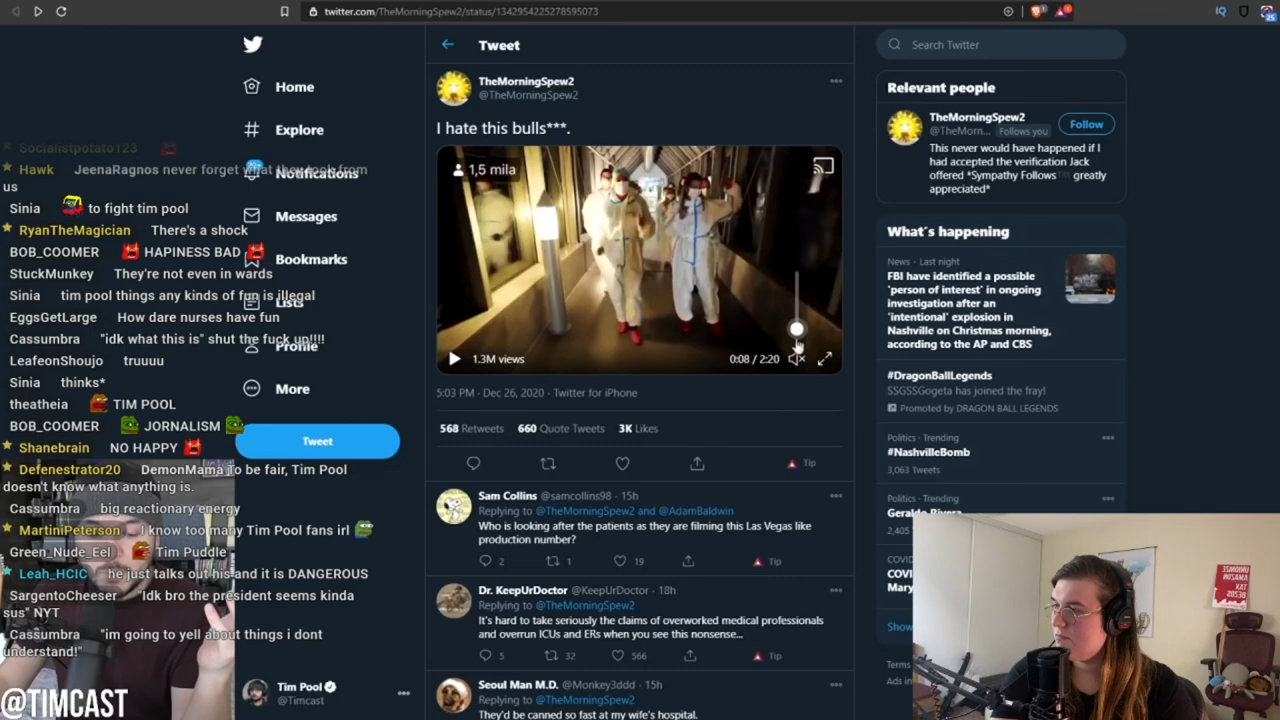 twitter.com/TheMorningSpew2/status/1342954225278595073
Home
Explore
Notifications
Messages
Bookmarks
Lists
Profile
More
Tweet
Tim Pool
@Timcast
Socialistpotato123
Hawk JeenaRagnos never forget what they took from
us
Sinia to fight tim pool
RyanTheMagician There's a shock
BOB_COOMER HAPINESS BAD
StuckMunkey They're not even in wards
Sinia tim pool things any kinds of fun is illegal
EggsGetLarge How dare nurses have fun
Cassumbra "idk what this is" shut the fuck up!!!!
LeafeonShoujo truuuu
Sinia thinks*
theatheia TIM POOL
BOB_COOMER JORNALISM
Shanebrain NO HAPPY
Defenestrator20 DemonMama To be fair, Tim Pool
doesn't know what anything is.
Cassumbra big reactionary energy
MartiniPeterson I know too many Tim Pool fans irl
Green_Nude_Eel Tim Puddle
Leah_HCIC he just talks out his and it is DANGEROUS
SargentoCheeser "Idk bro the president seems kinda
sus" NYT
Cassumbra "im going to yell about things i dont
understand!"
@TIMCAST
Tweet
TheMorningSpew2
@TheMorningSpew2
I hate this bulls***.
1,5 mila
1.3M views
0:08 / 2:20
5:03 PM · Dec 26, 2020 · Twitter for iPhone
568 Retweets 660 Quote Tweets 3K Likes
Tip
Sam Collins @samcollins98 · 15h
Replying to @TheMorningSpew2 and @AdamBaldwin
Who is looking after the patients as they are filming this Las Vegas like
production number?
2 1 19 Tip
Dr. KeepUrDoctor @KeepUrDoctor · 18h
Replying to @TheMorningSpew2
It's hard to take seriously the claims of overworked medical professionals
and overrun ICUs and ERs when you see this nonsense...
5 32 566 Tip
Seoul Man M.D. @Monkey3ddd · 15h
Replying to @TheMorningSpew2
They'd be canned so fast at my wife's hospital.
Search Twitter
Relevant people
TheMorningSpew2
@TheMorn... Follows you
Follow
This never would have happened if I
had accepted the verification Jack
offered *Sympathy Follows greatly
appreciated*
What's happening
News · Last night
FBI have identified a possible
'person of interest' in ongoing
investigation after an
'intentional' explosion in
Nashville on Christmas morning,
according to the AP and CBS
#DragonBallLegends
SSGSSGogeta has joined the fray!
Promoted by DRAGON BALL LEGENDS
Politics · Trending
#NashvilleBomb
3,063 Tweets
Politics · Trending
Geraldo Rivera
2,405
COVID
COVI
Mary
Show
Terms
Ads in